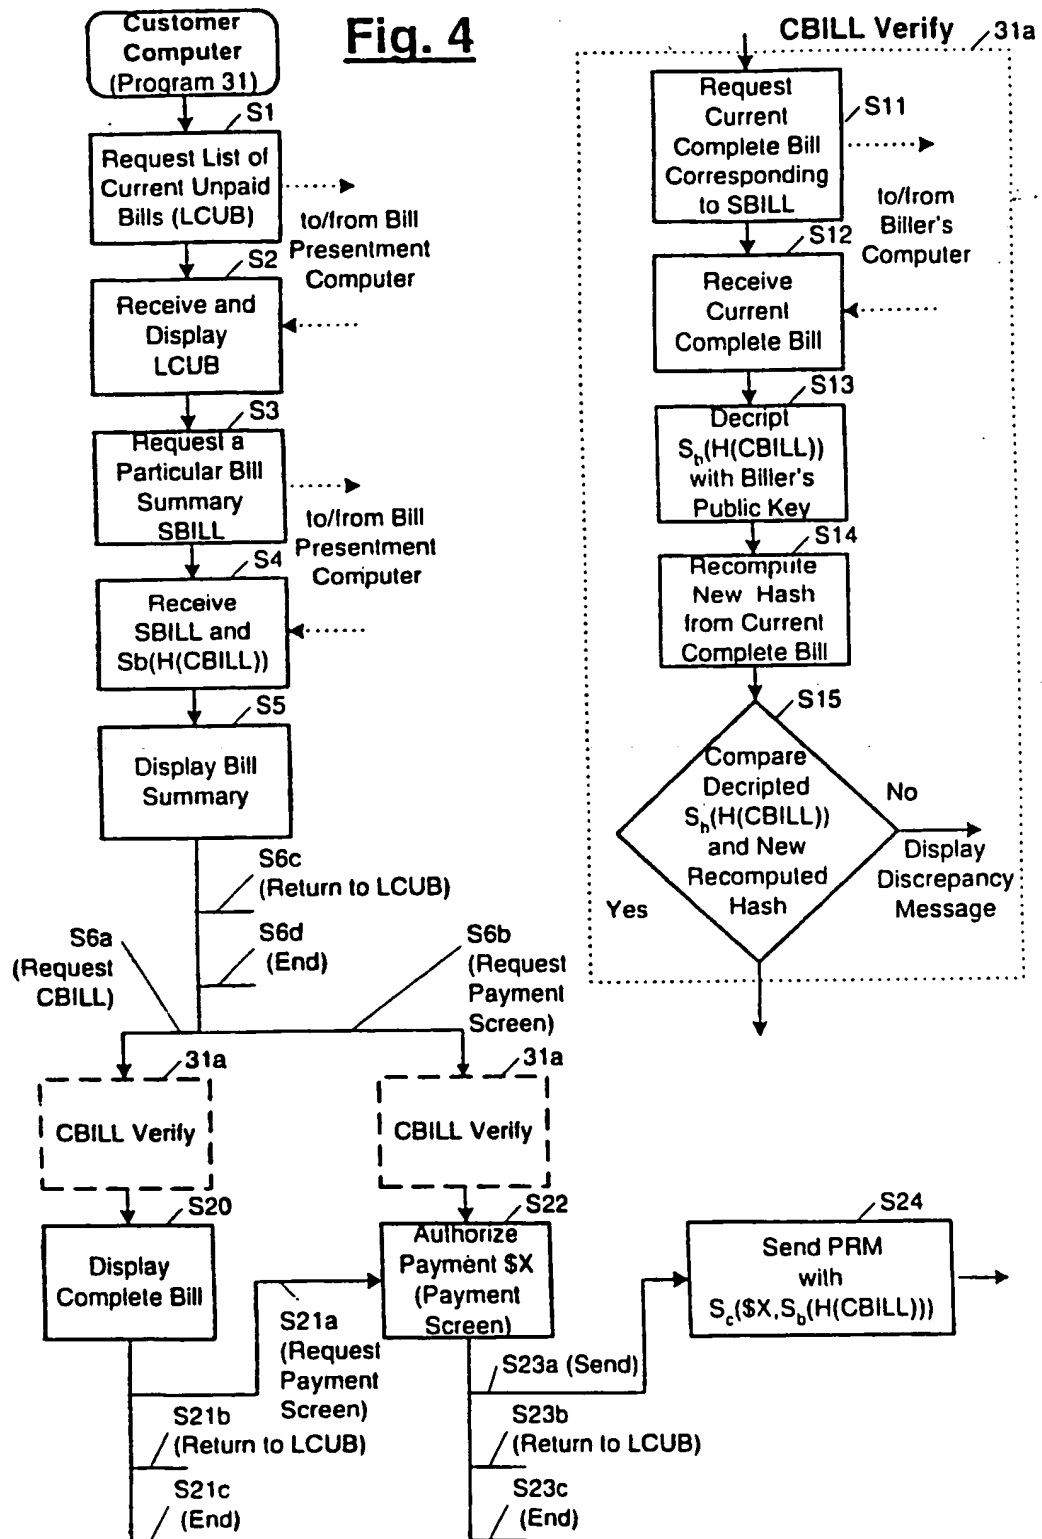 Fig. 4
Customer
Computer
(Program 31)
S1
Request List of
Current Unpaid
Bills (LCUB)
to/from Bill
Presentment
Computer
S2
Receive and
Display
LCUB
S3
Request a
Particular Bill
Summary
SBILL
to/from Bill
Presentment
Computer
S4
Receive
SBILL and
Sb(H(CBILL))
S5
Display Bill
Summary
S6c
(Return to LCUB)
S6d
(End)
S6a
(Request
CBILL)
S6b
(Request
Payment
Screen)
31a
CBILL Verify
31a
CBILL Verify
S20
Display
Complete Bill
S21a
(Request
Payment
Screen)
S21b
(Return to LCUB)
S21c
(End)
S22
Authorize
Payment $X
(Payment
Screen)
S23a (Send)
S23b
(Return to LCUB)
S23c
(End)
S24
Send PRM
with
Sc($X,Sb(H(CBILL)))
CBILL Verify
31a
Request
Current
Complete Bill
Corresponding
to SBILL
S11
to/from
Biller's
Computer
S12
Receive
Current
Complete Bill
S13
Decript
Sb(H(CBILL))
with Biller's
Public Key
S14
Recompute
New Hash
from Current
Complete Bill
S15
Compare
Decripted
Sb(H(CBILL))
and New
Recomputed
Hash
No
Display
Discrepancy
Message
Yes